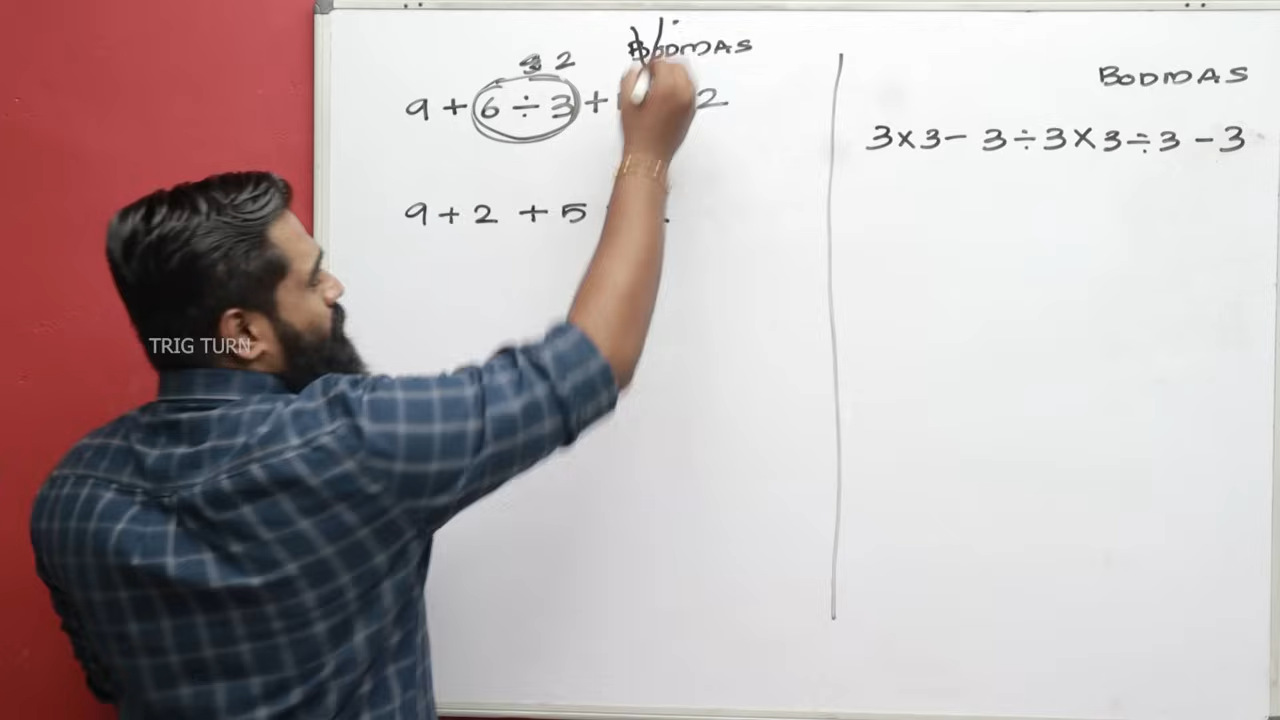 BODMAS
2
9 + 6 ÷ 3 + 2
9 + 2 + 5
BODMAS
3 × 3 − 3 ÷ 3 × 3 ÷ 3 − 3
TRIG TURN